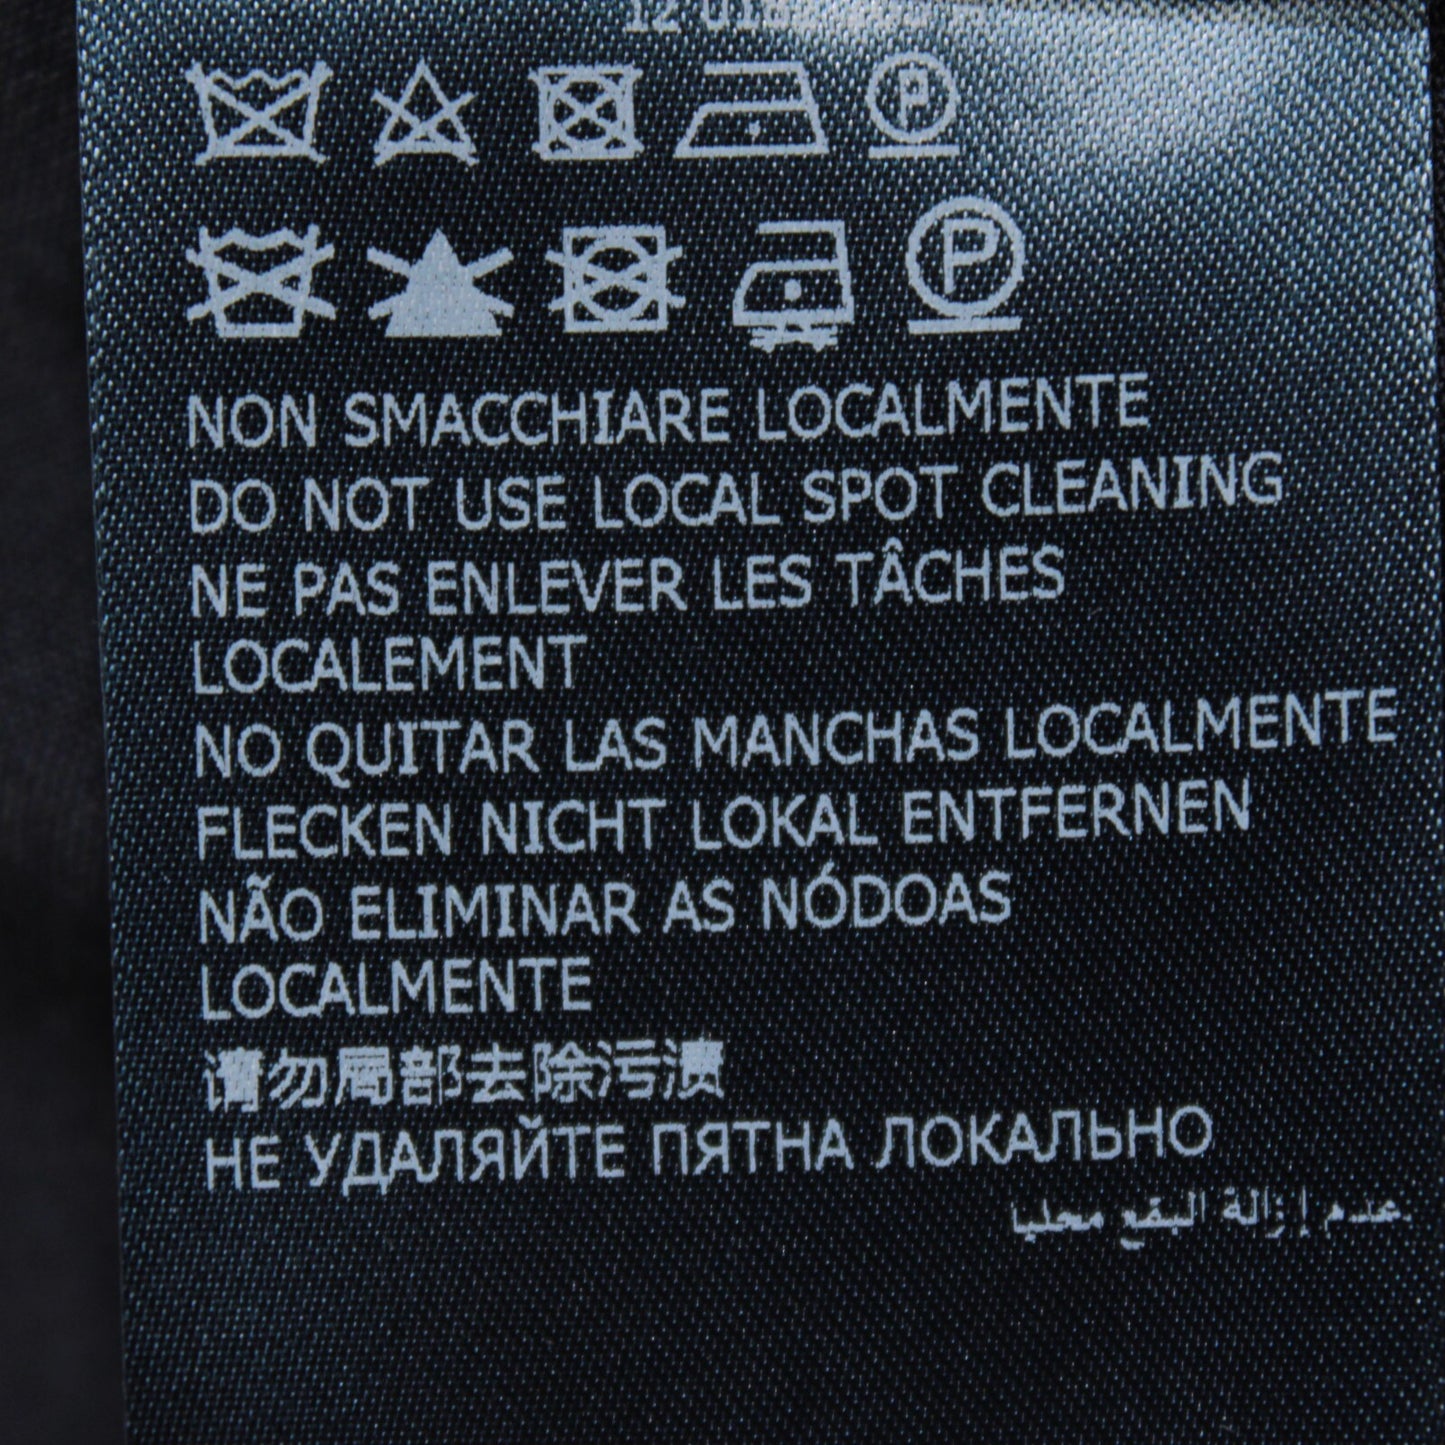 P
P
NON SMACCHIARE LOCALMENTE
DO NOT USE LOCAL SPOT CLEANING
NE PAS ENLEVER LES TÂCHES
LOCALEMENT
NO QUITAR LAS MANCHAS LOCALMENTE
FLECKEN NICHT LOKAL ENTFERNEN
NÃO ELIMINAR AS NÓDOAS
LOCALMENTE
请勿局部去除污渍
НЕ УДАЛЯЙТЕ ПЯТНА ЛОКАЛЬНО
عدم إزالة البقع محليا.